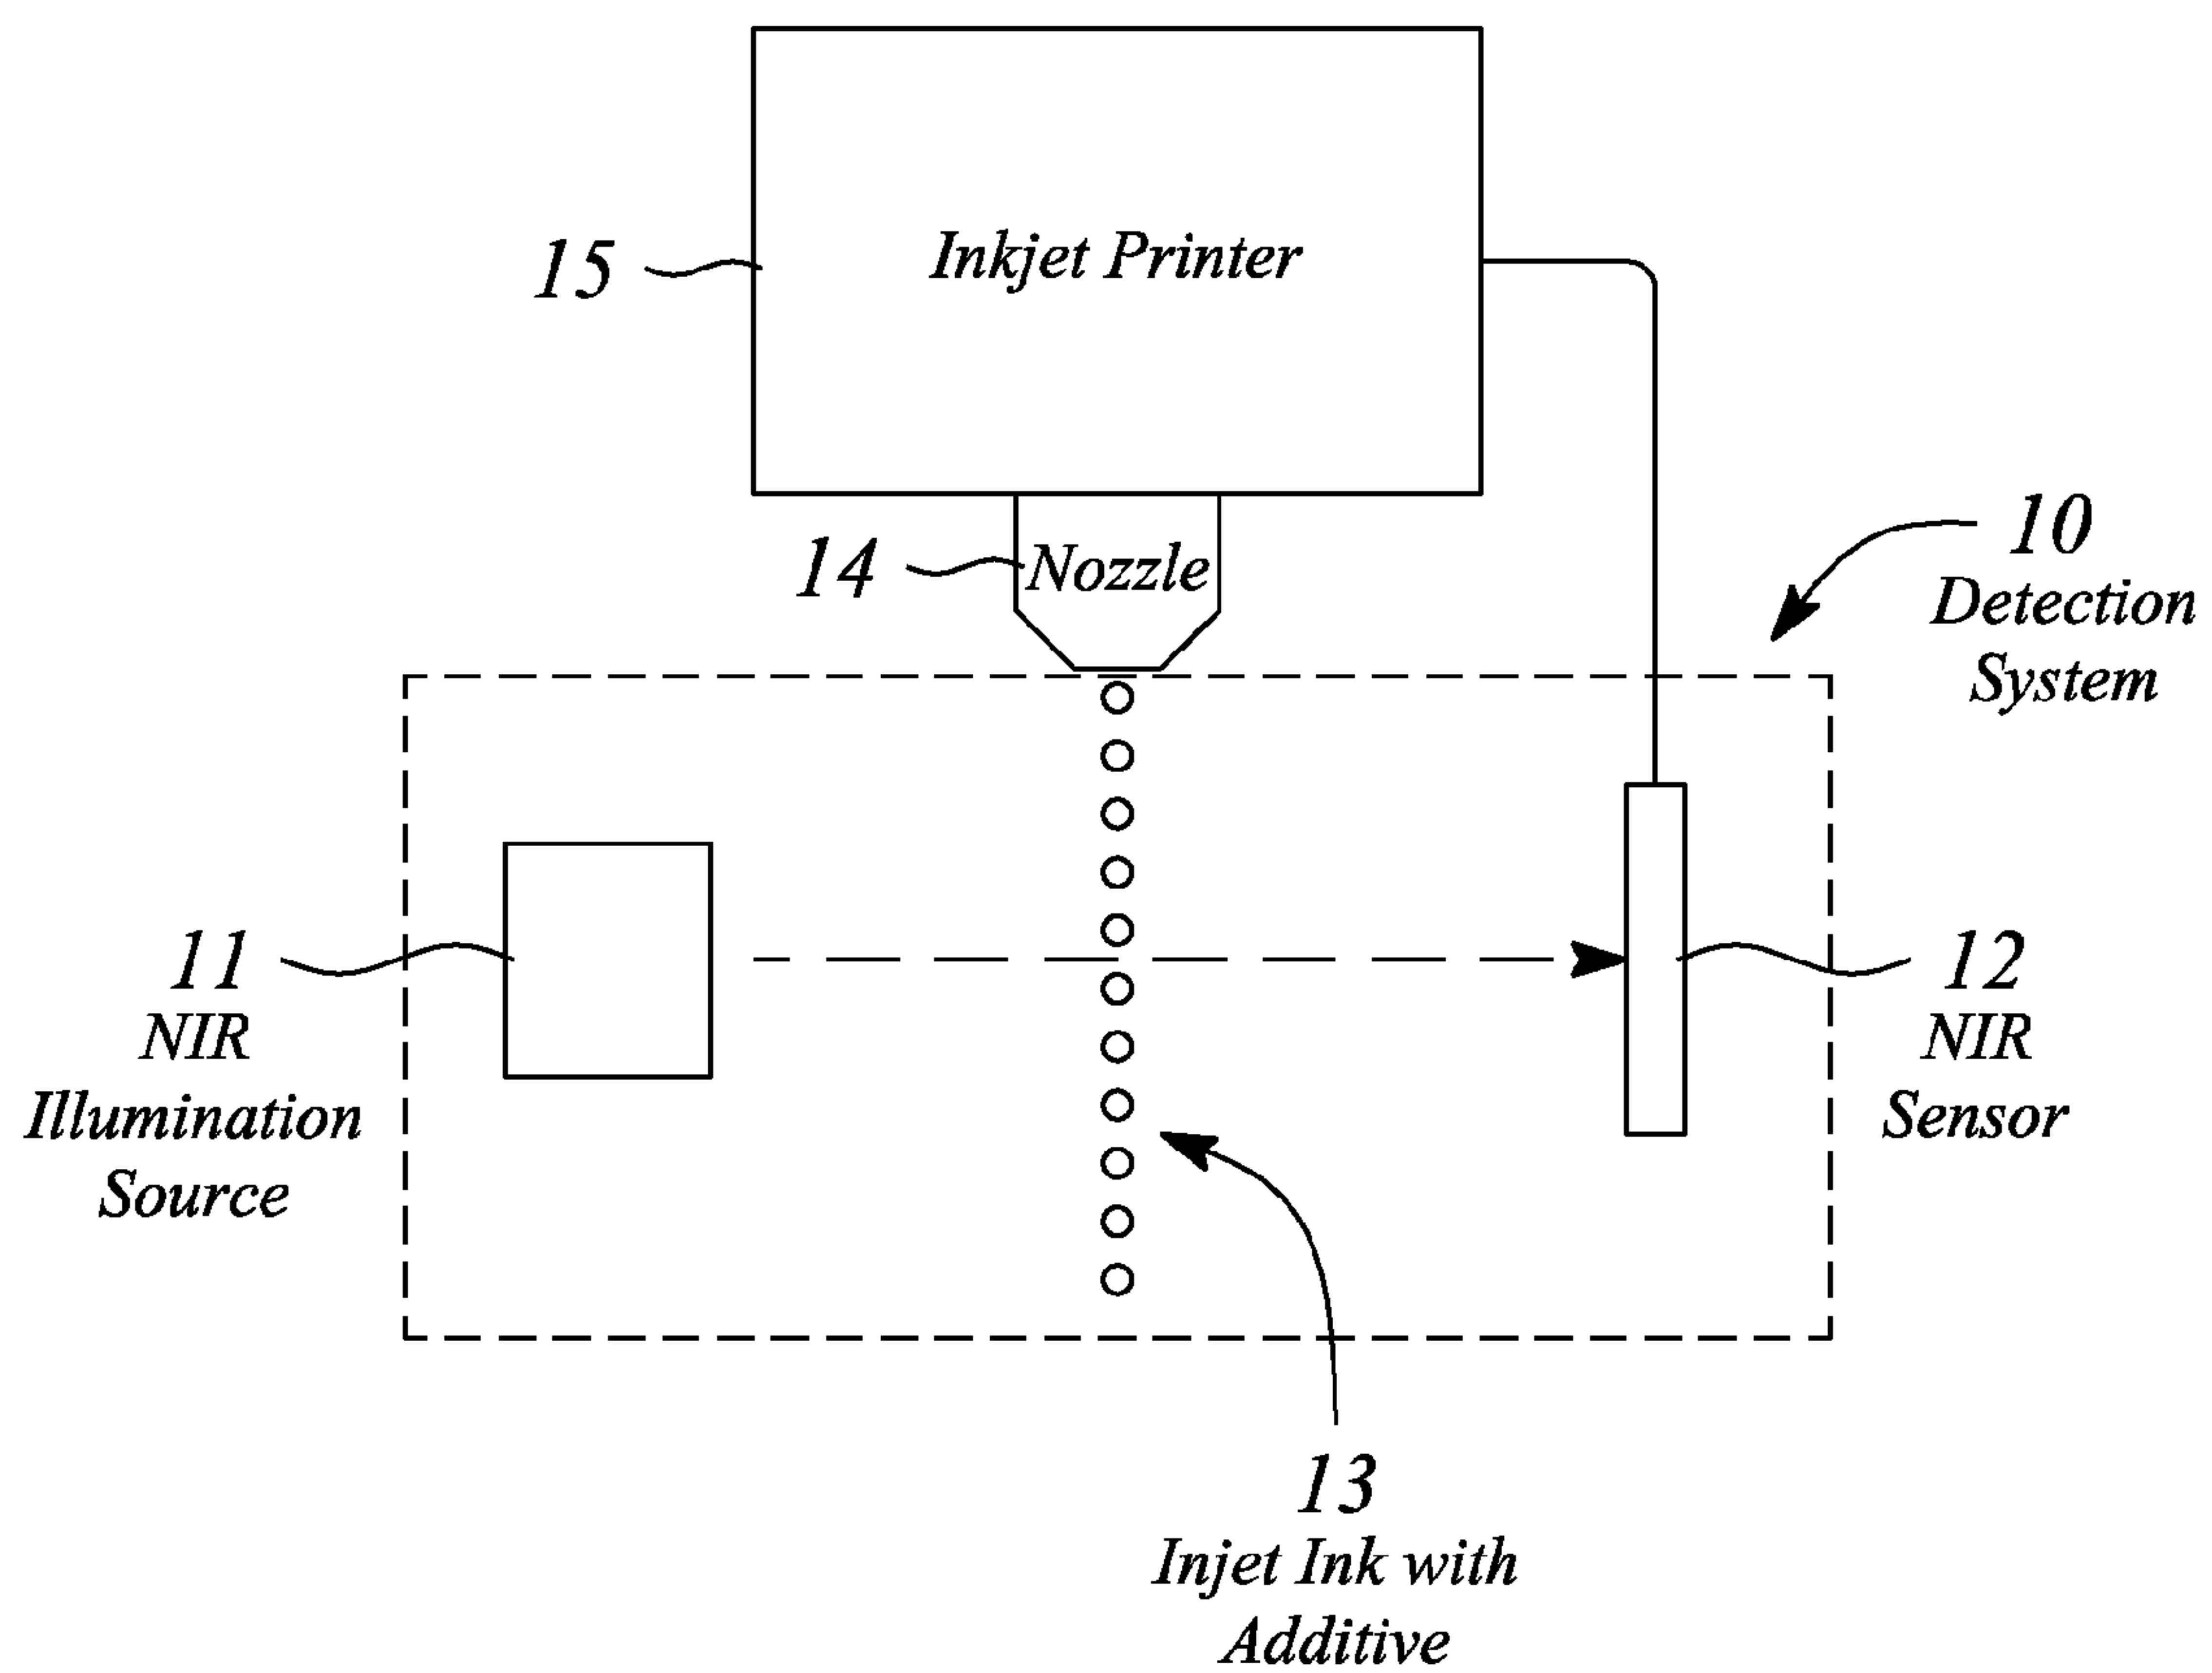 15
Inkjet Printer
14
Nozzle
10
Detection
System
11
NIR
Illumination
Source
12
NIR
Sensor
13
Injet Ink with
Additive